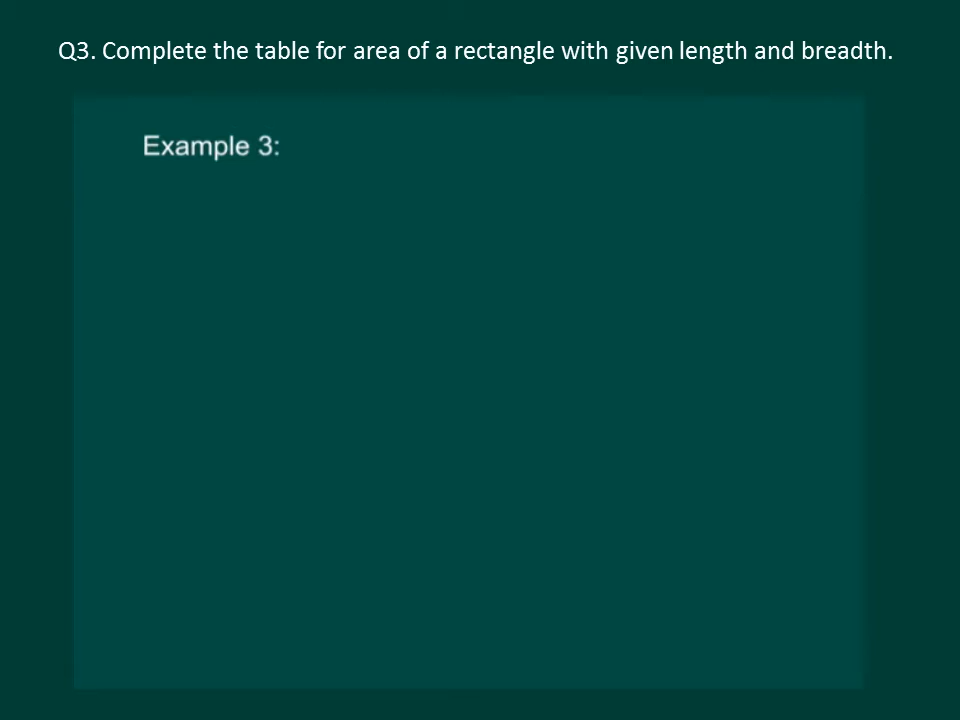 Q3. Complete the table for area of a rectangle with given length and breadth.
Example 3: